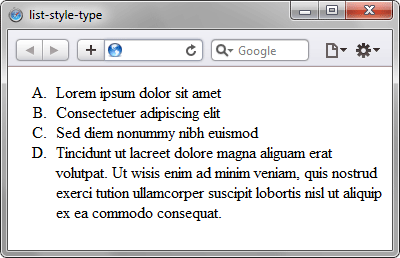 list-style-type
Google
A. Lorem ipsum dolor sit amet
B. Consectetuer adipiscing elit
C. Sed diem nonummy nibh euismod
D. Tincidunt ut lacreet dolore magna aliguam erat
volutpat. Ut wisis enim ad minim veniam, quis nostrud
exerci tution ullamcorper suscipit lobortis nisl ut aliquip
ex ea commodo consequat.